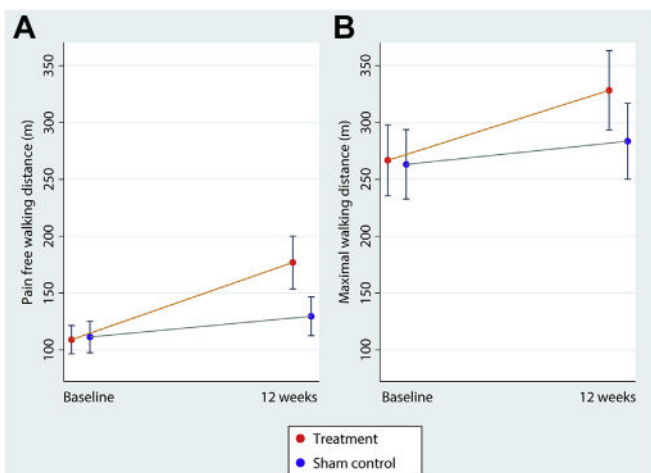 A
B
Pain free walking distance (m)
350
300
250
200
150
100
Baseline
12 weeks
Maximal walking distance (m)
350
300
250
200
150
100
Baseline
12 weeks
Treatment
Sham control